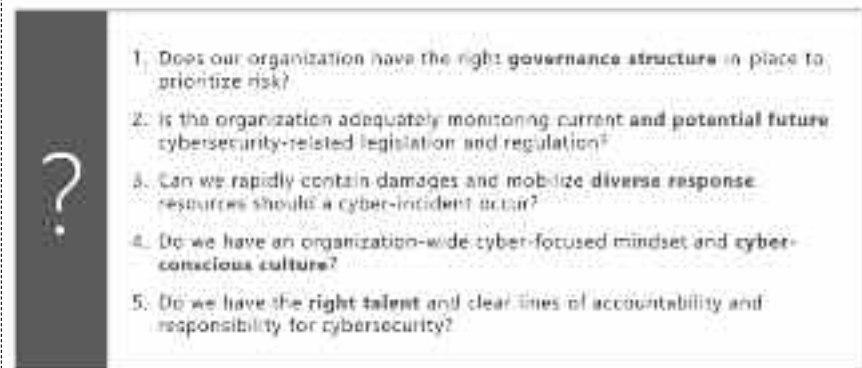 ?
1. Does our organization have the right governance structure in place to
prioritize risk?
2. Is the organization adequately monitoring current and potential future
cybersecurity-related legislation and regulation?
3. Can we rapidly contain damages and mobilize diverse response
resources should a cyber-incident occur?
4. Do we have an organization-wide cyber-focused mindset and cyber-
conscious culture?
5. Do we have the right talent and clear lines of accountability and
responsibility for cybersecurity?